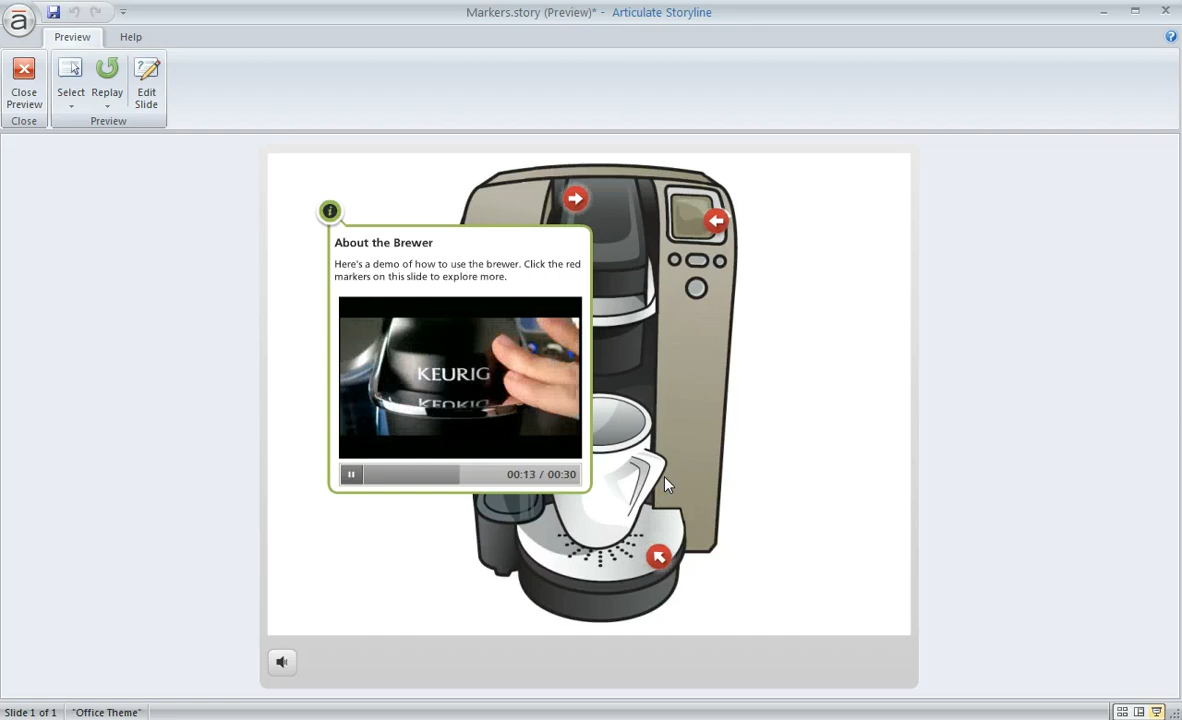 Markers.story (Preview)* - Articulate Storyline
Preview Help
Close Preview
Select
Replay
Edit Slide
Close
Preview
About the Brewer
Here's a demo of how to use the brewer. Click the red
markers on this slide to explore more.
KEURIG
00:13 / 00:30
Slide 1 of 1 "Office Theme"